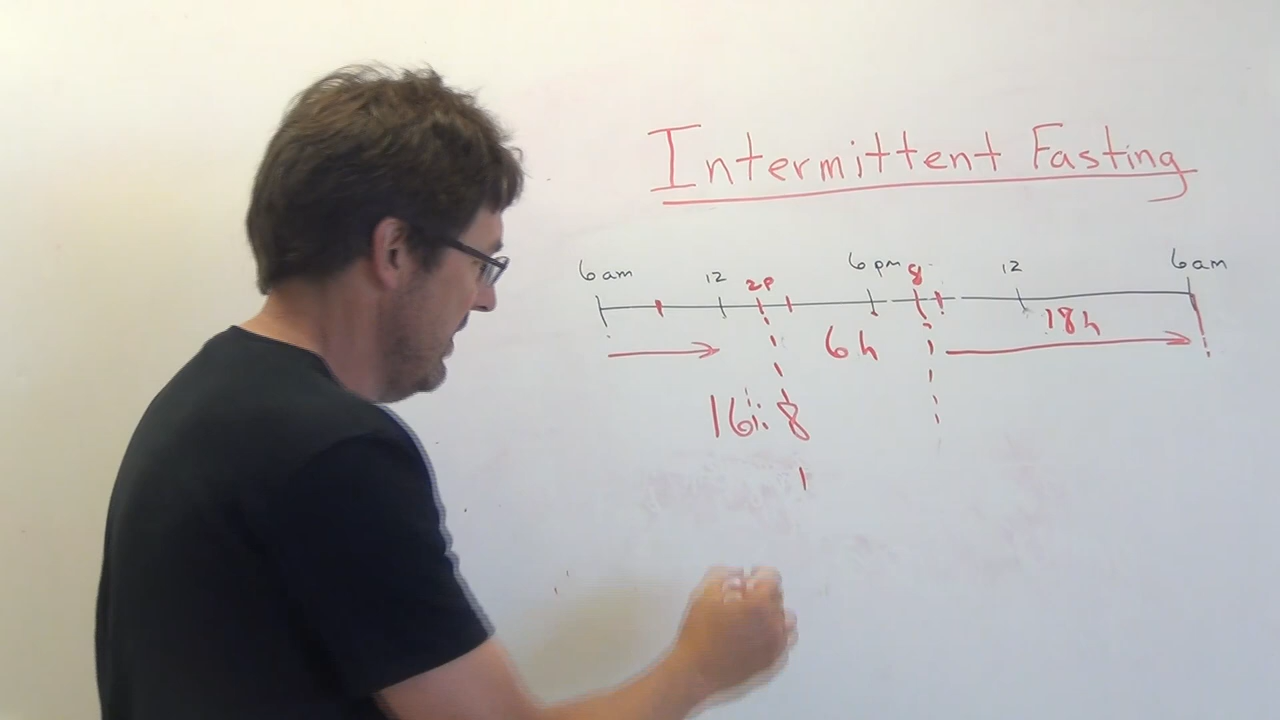 Intermittent Fasting
6am 12 2P 6pm 8 12 6am
6h 18h
16:8